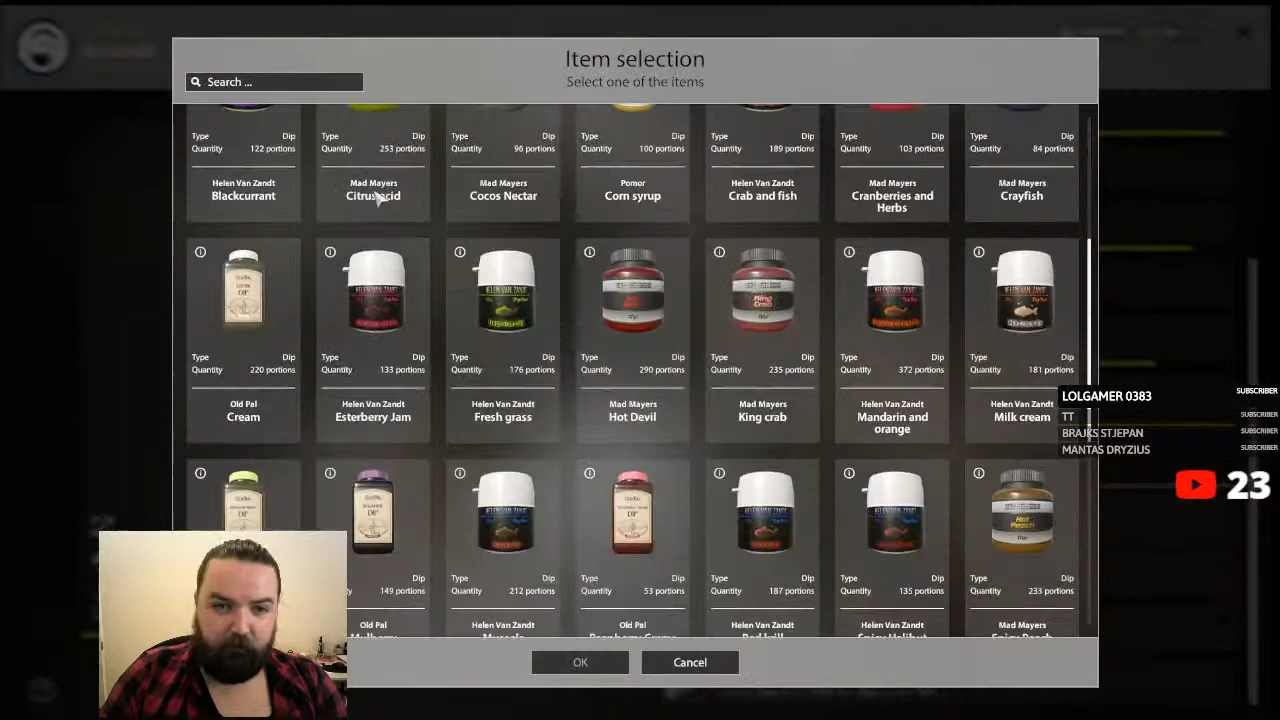 Item selection
Search ...
Select one of the items
Type Dip Type Dip Type Dip Type Dip Type Dip Type Dip Type Dip
Quantity 122 portions Quantity 253 portions Quantity 96 portions Quantity 100 portions Quantity 189 portions Quantity 103 portions Quantity 84 portions
Helen Van Zandt Mad Mayers Mad Mayers Pomor Helen Van Zandt Mad Mayers Mad Mayers
Blackcurrant Citrus acid Cocos Nectar Corn syrup Crab and fish Cranberries and Crayfish
Herbs
Type Dip Type Dip Type Dip Type Dip Type Dip Type Dip Type Dip
Quantity 220 portions Quantity 133 portions Quantity 176 portions Quantity 290 portions Quantity 235 portions Quantity 372 portions Quantity 181 portions
Old Pal Helen Van Zandt Helen Van Zandt Mad Mayers Mad Mayers Helen Van Zandt Helen Van Zandt
Cream Esterberry Jam Fresh grass Hot Devil King crab Mandarin and Milk cream
orange
LOLGAMER 0383 SUBSCRIBER
TT SUBSCRIBER
BRAJKS STJEPAN SUBSCRIBER
MANTAS DRYZIUS SUBSCRIBER
23
Dip Type Dip Type Dip Type Dip Type Dip Type Dip
149 portions Quantity 212 portions Quantity 53 portions Quantity 187 portions Quantity 135 portions Quantity 233 portions
Old Pal Helen Van Zandt Old Pal Helen Van Zandt Helen Van Zandt Mad Mayers
OK Cancel